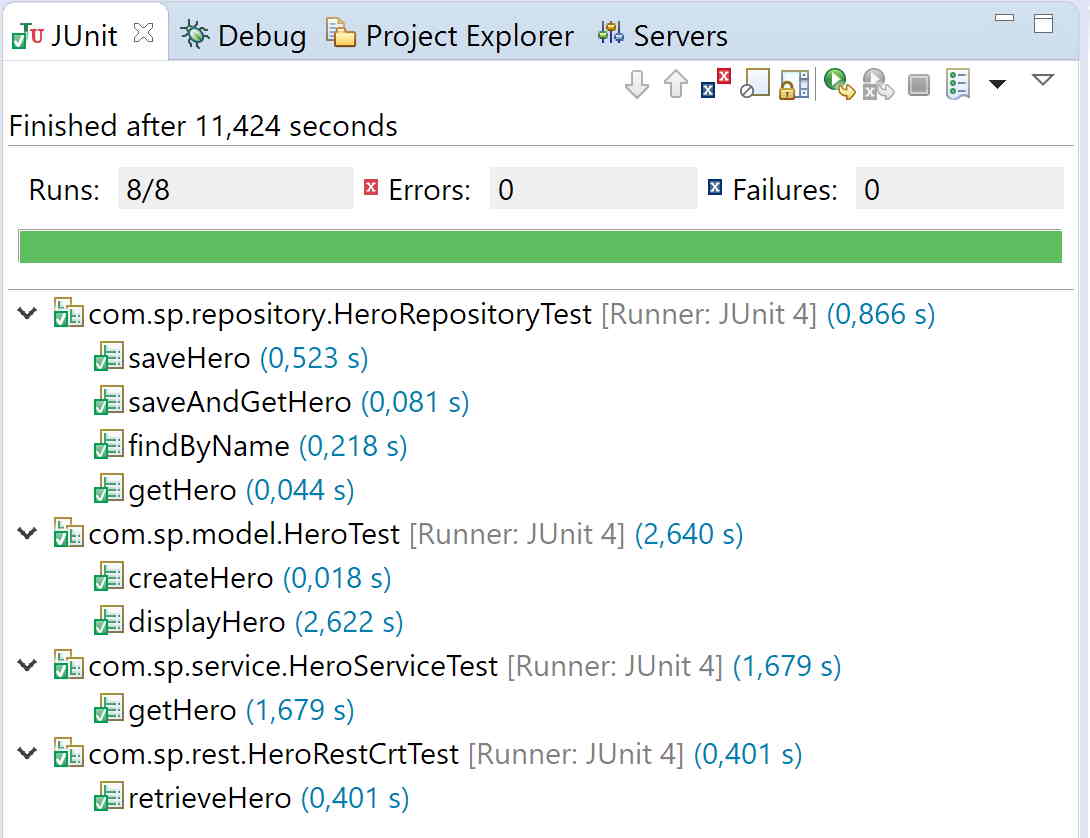 JUnit Debug Project Explorer Servers
Finished after 11,424 seconds
Runs: 8/8 Errors: 0 Failures: 0
com.sp.repository.HeroRepositoryTest [Runner: JUnit 4] (0,866 s)
saveHero (0,523 s)
saveAndGetHero (0,081 s)
findByName (0,218 s)
getHero (0,044 s)
com.sp.model.HeroTest [Runner: JUnit 4] (2,640 s)
createHero (0,018 s)
displayHero (2,622 s)
com.sp.service.HeroServiceTest [Runner: JUnit 4] (1,679 s)
getHero (1,679 s)
com.sp.rest.HeroRestCrtTest [Runner: JUnit 4] (0,401 s)
retrieveHero (0,401 s)